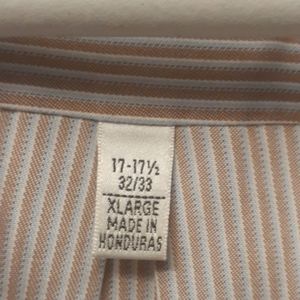 17-17½
32/33
XLARGE
MADE IN
HONDURAS